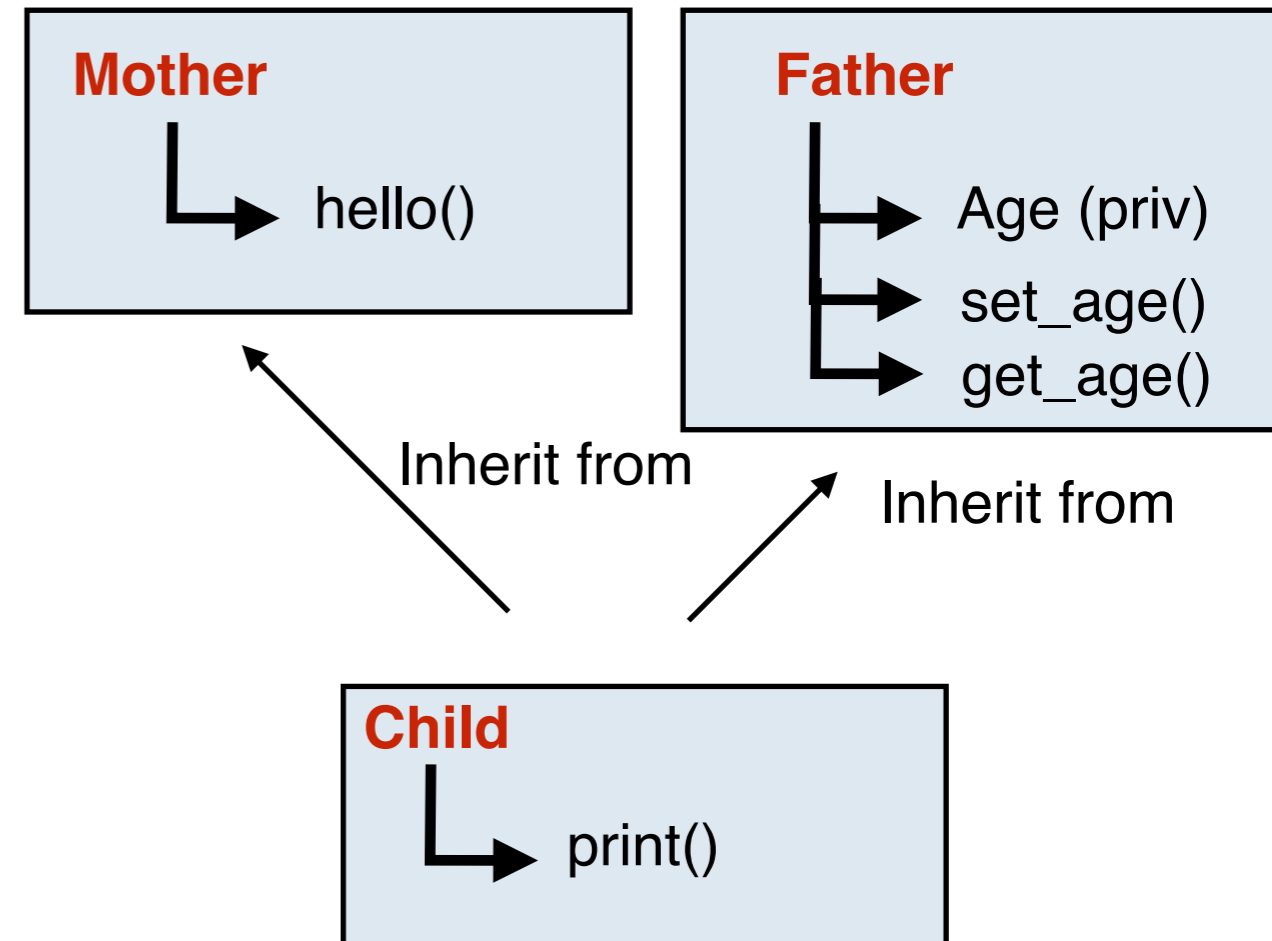 Mother
hello()
Father
Age (priv)
set_age()
get_age()
Inherit from
Inherit from
Child
print()